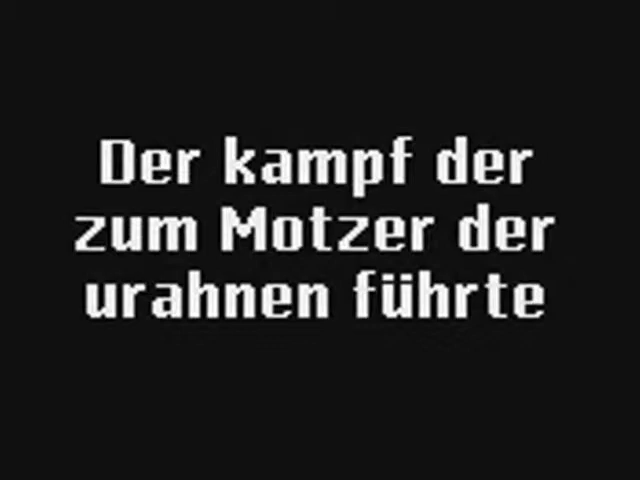 Der kampf der
zum Motzer der
urahnen führte